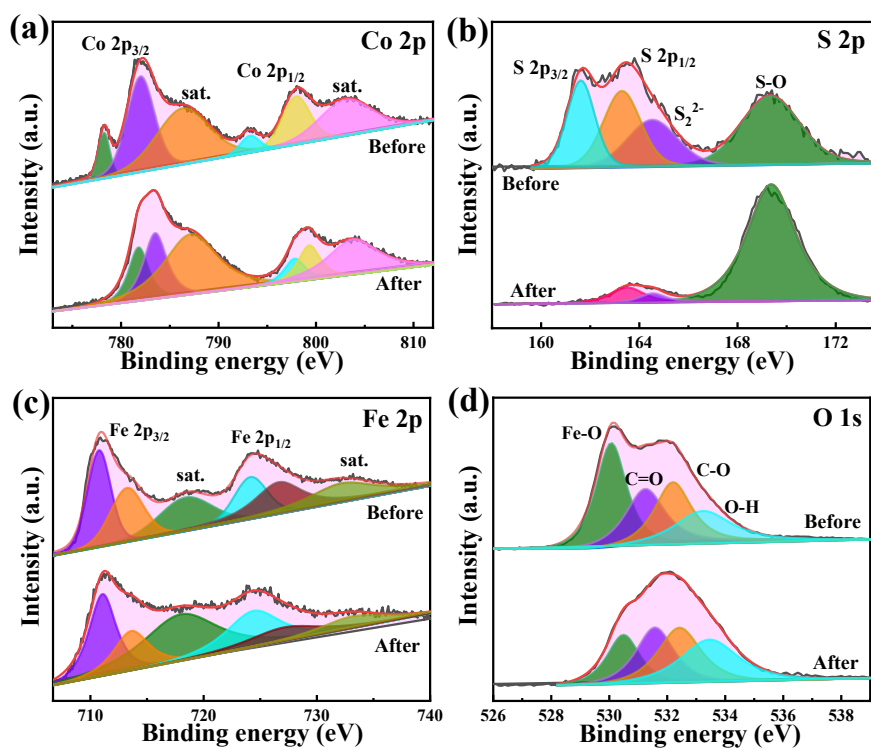 (a)
Co 2p
Co 2p3/2
sat.
Co 2p1/2
sat.
Before
After
Intensity (a.u.)
780 790 800 810
Binding energy (eV)
(b)
S 2p
S 2p3/2
S 2p1/2
S₂²⁻
S-O
Before
After
Intensity (a.u.)
160 164 168 172
Binding energy (eV)
(c)
Fe 2p
Fe 2p3/2
sat.
Fe 2p1/2
sat.
Before
After
Intensity (a.u.)
710 720 730 740
Binding energy (eV)
(d)
O 1s
Fe-O
C=O
C-O
O-H
Before
After
Intensity (a.u.)
526 528 530 532 534 536 538
Binding energy (eV)